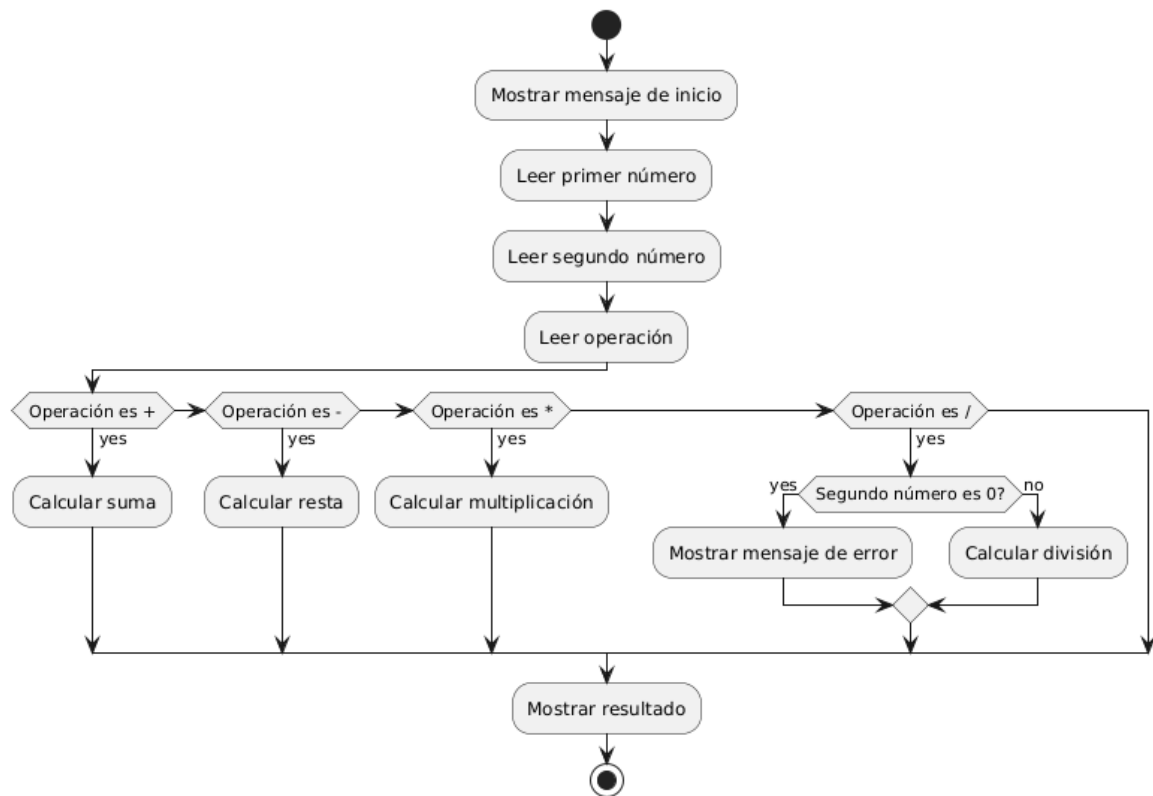 Mostrar mensaje de inicio
Leer primer número
Leer segundo número
Leer operación
Operación es +
Operación es -
Operación es *
Operación es /
yes
yes
yes
yes
Calcular suma
Calcular resta
Calcular multiplicación
yes
Segundo número es 0?
no
Mostrar mensaje de error
Calcular división
Mostrar resultado